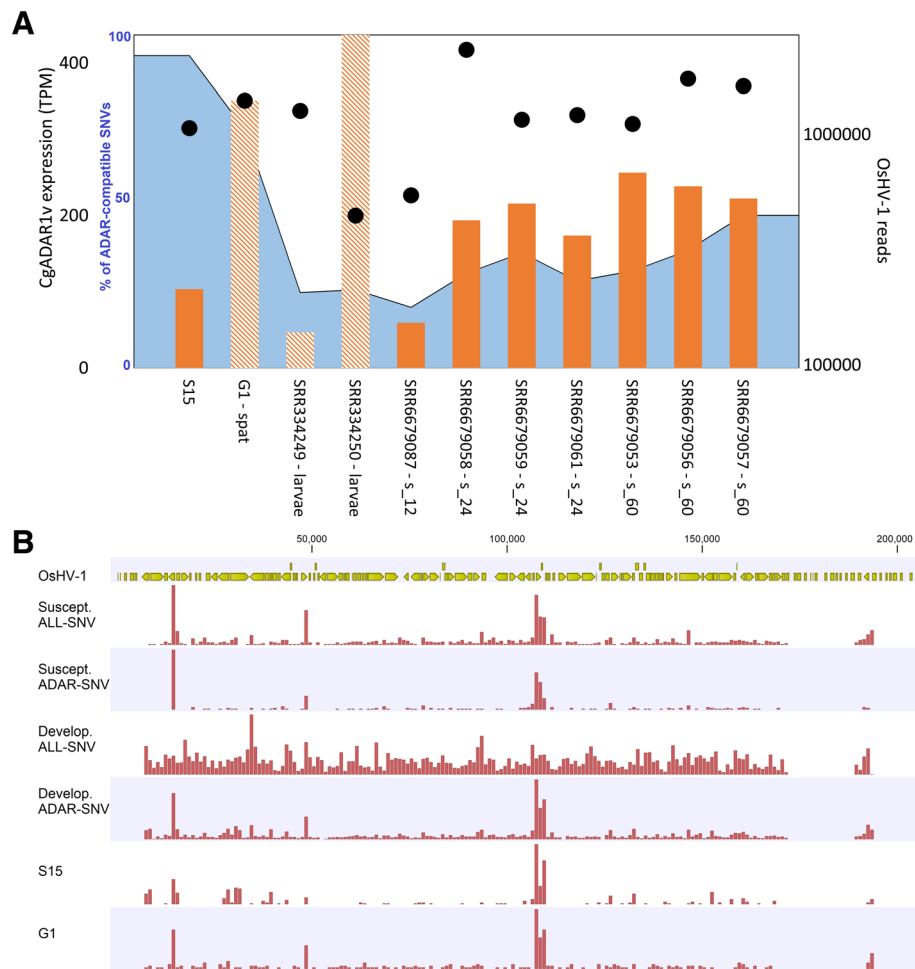 A
CgADAR1v expression (TPM)
400
200
0
% of ADAR-compatible SNVs
100
50
0
1000000
100000
OsHV-1 reads
S15
G1 - spat
SRR334249 - larvae
SRR334250 - larvae
SRR6679087 - s_12
SRR6679058 - s_24
SRR6679059 - s_24
SRR6679061 - s_24
SRR6679053 - s_60
SRR6679056 - s_60
SRR6679057 - s_60
B
50,000 100,000 150,000 200,000
OsHV-1
Suscept.
ALL-SNV
Suscept.
ADAR-SNV
Develop.
ALL-SNV
Develop.
ADAR-SNV
S15
G1